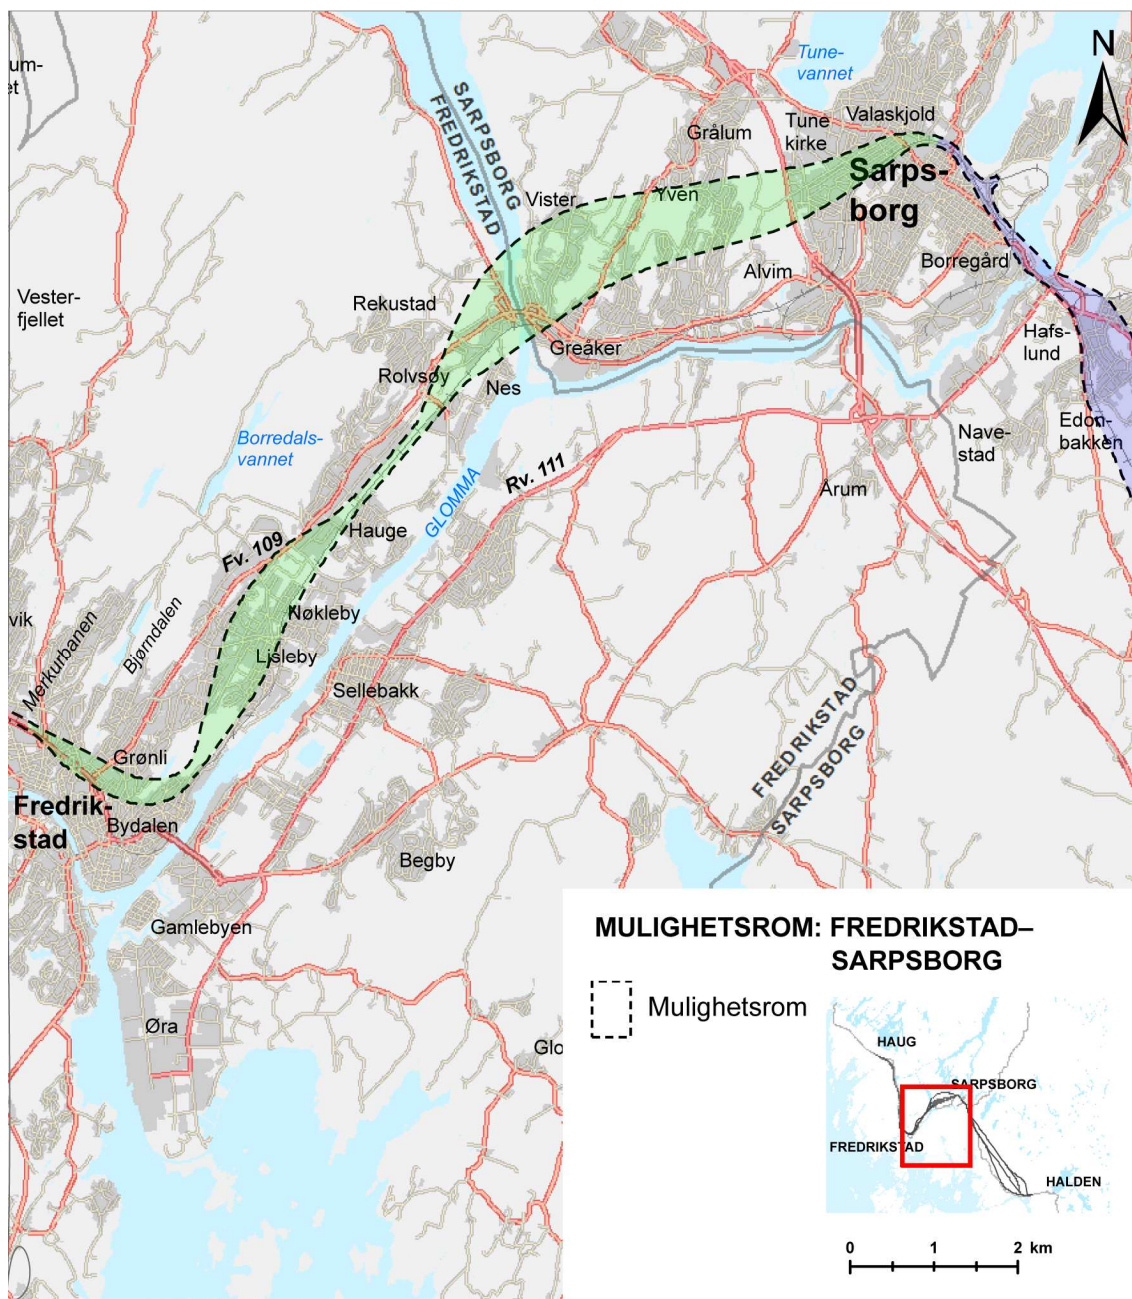 N
Tune-
vannet
um-
et
SARPSBORG
FREDRIKSTAD
Valaskjold
Tune
kirke
Grålum
Sarps-
borg
Vister
Yven
Borregård
Alvim
Vester-
fjellet
Rekustad
Hafs-
lund
Greåker
Rolvsøy
Nes
Edon-
bakken
Nave-
stad
Borredals-
vannet
Rv. 111
GLOMMA
Årum
Hauge
Fv. 109
Nøkleby
vik
Merkurbanen
Bjørndalen
Lisleby
Sellebakk
FREDRIKSTAD
SARPSBORG
Grønli
Fredrik-
stad
Bydalen
Begby
Gamlebyen
Øra
Glo
MULIGHETSROM: FREDRIKSTAD–
SARPSBORG
Mulighetsrom
HAUG
SARPSBORG
FREDRIKSTAD
HALDEN
0 1 2 km